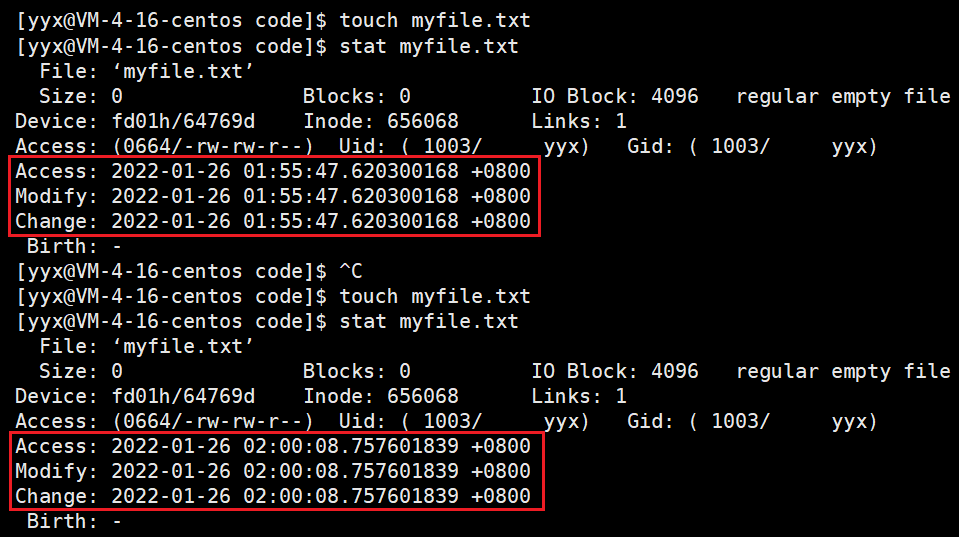 [yyx@VM-4-16-centos code]$ touch myfile.txt
[yyx@VM-4-16-centos code]$ stat myfile.txt
  File: ‘myfile.txt’
  Size: 0               Blocks: 0          IO Block: 4096   regular empty file
Device: fd01h/64769d    Inode: 656068      Links: 1
Access: (0664/-rw-rw-r--)  Uid: ( 1003/     yyx)   Gid: ( 1003/     yyx)
Access: 2022-01-26 01:55:47.620300168 +0800
Modify: 2022-01-26 01:55:47.620300168 +0800
Change: 2022-01-26 01:55:47.620300168 +0800
 Birth: -
[yyx@VM-4-16-centos code]$ ^C
[yyx@VM-4-16-centos code]$ touch myfile.txt
[yyx@VM-4-16-centos code]$ stat myfile.txt
  File: ‘myfile.txt’
  Size: 0               Blocks: 0          IO Block: 4096   regular empty file
Device: fd01h/64769d    Inode: 656068      Links: 1
Access: (0664/-rw-rw-r--)  Uid: ( 1003/     yyx)   Gid: ( 1003/     yyx)
Access: 2022-01-26 02:00:08.757601839 +0800
Modify: 2022-01-26 02:00:08.757601839 +0800
Change: 2022-01-26 02:00:08.757601839 +0800
 Birth: -